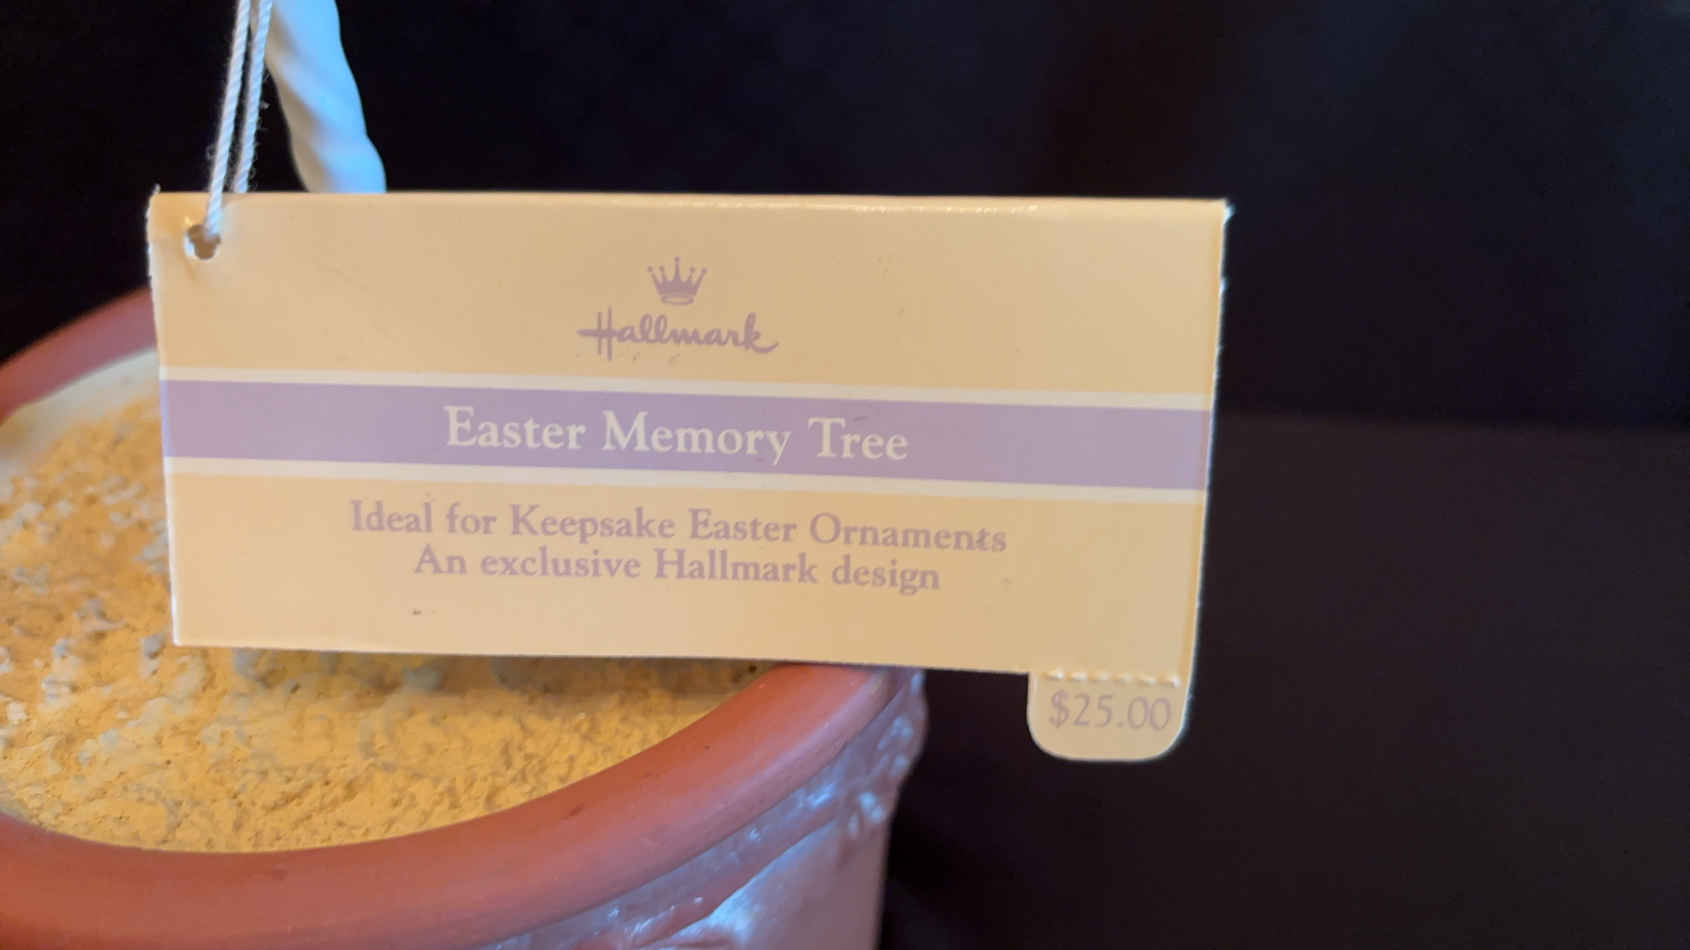 Hallmark
Easter Memory Tree
Ideal for Keepsake Easter Ornaments
An exclusive Hallmark design
$25.00